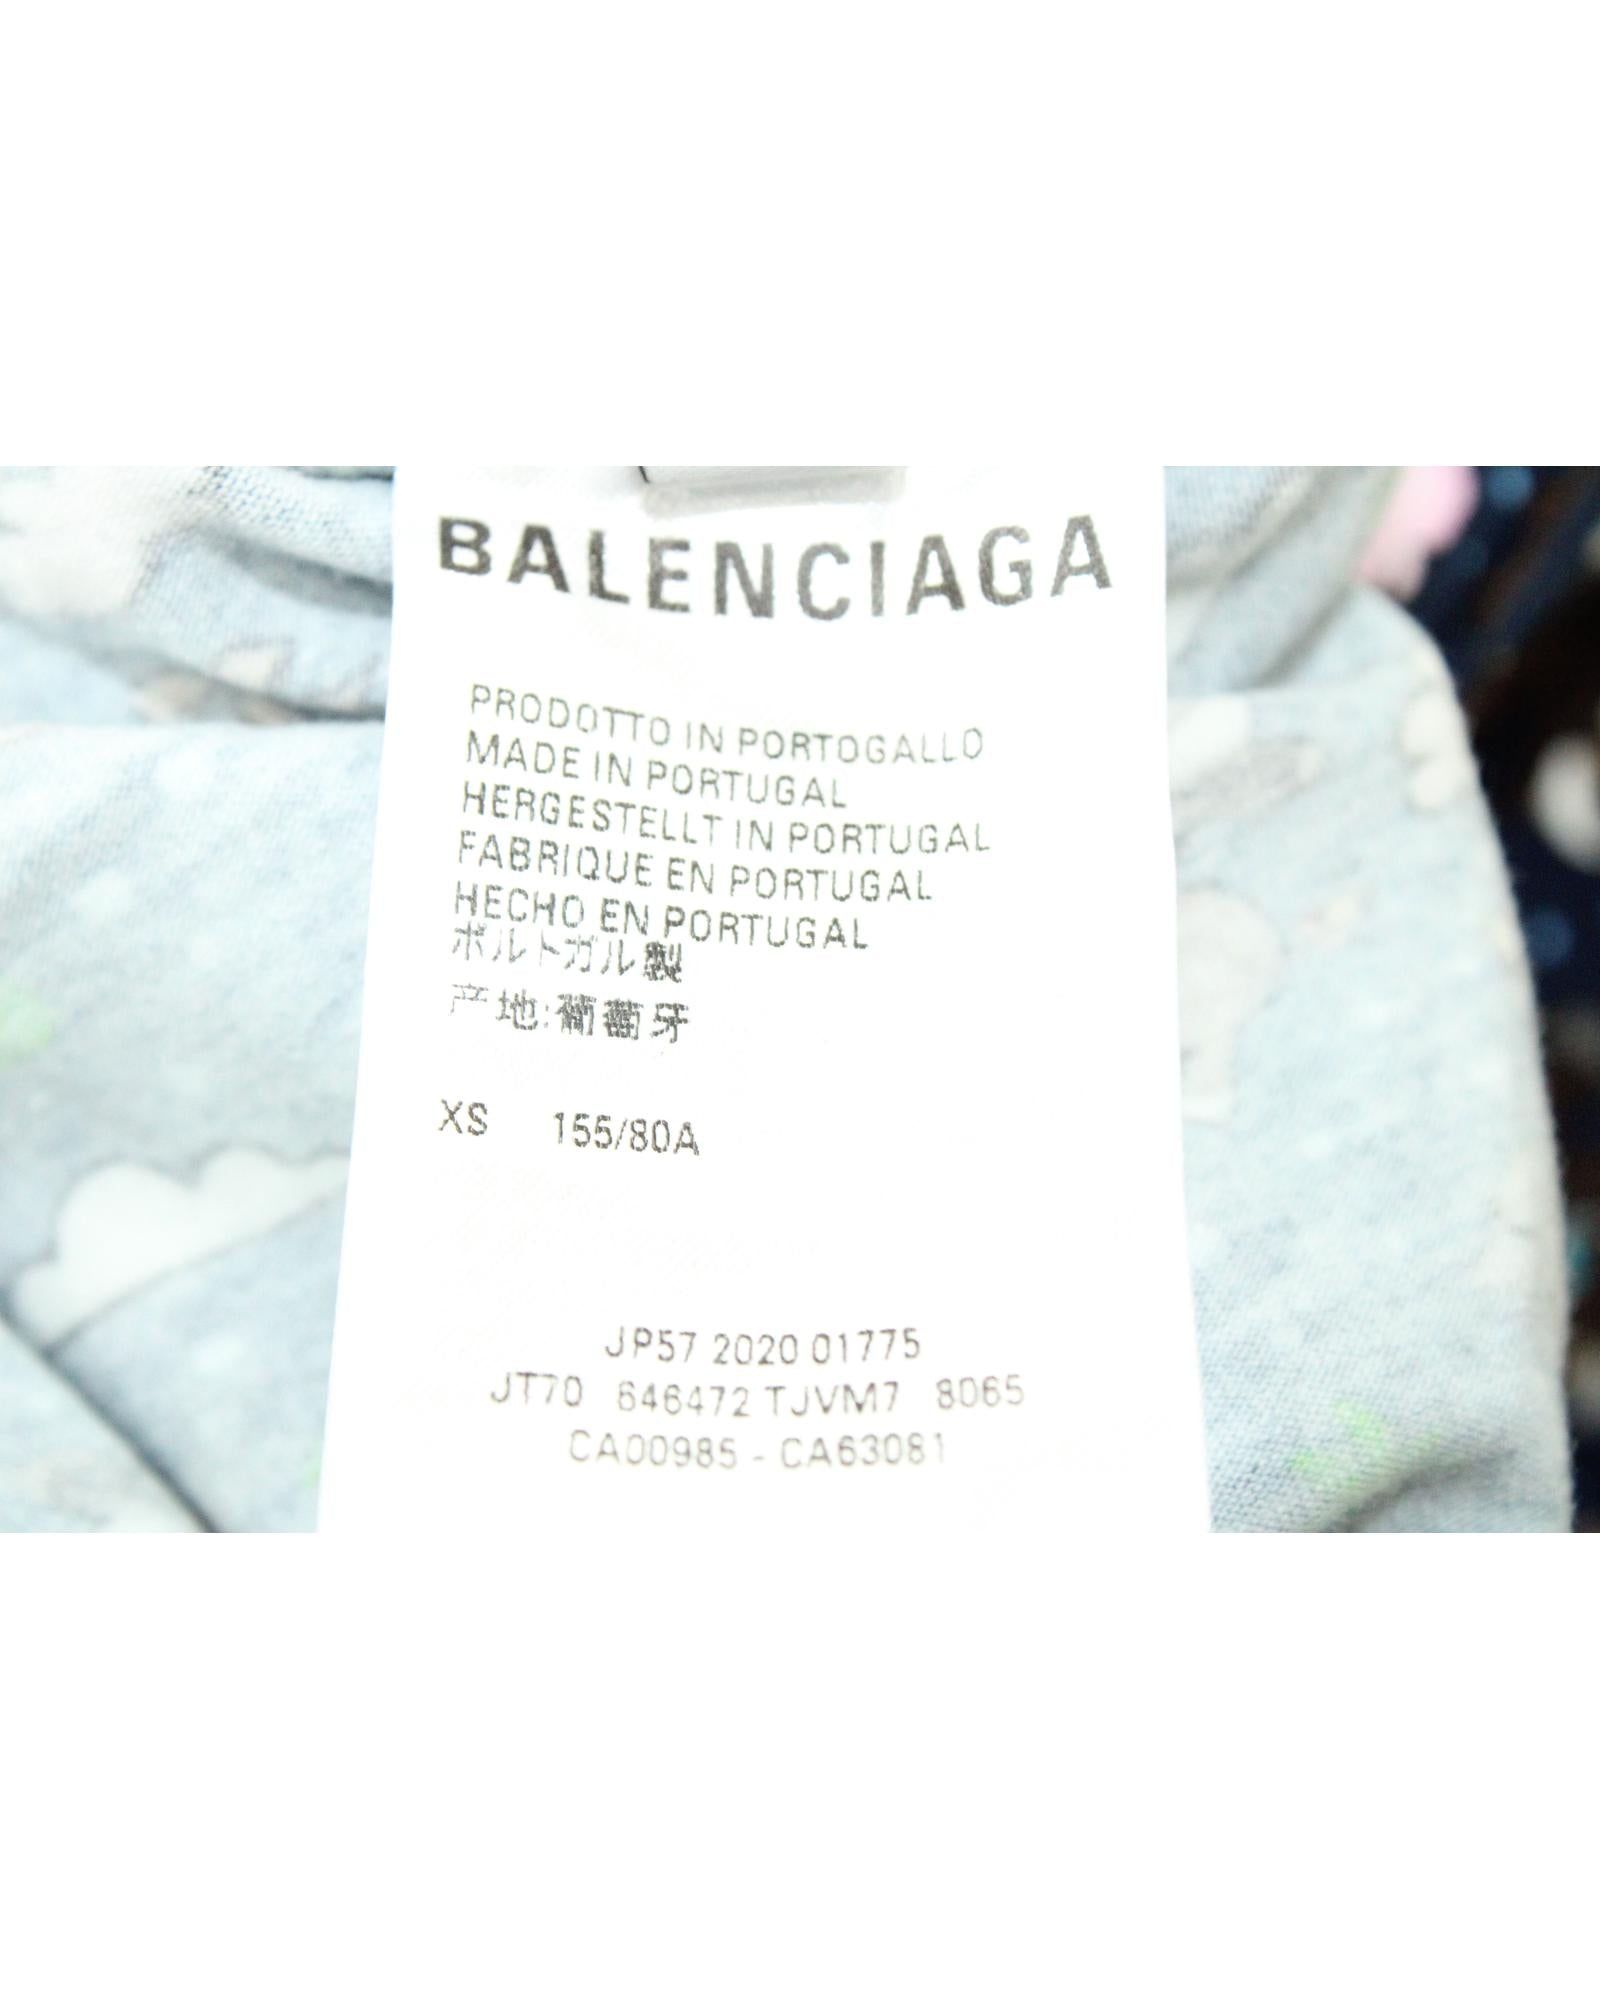 BALENCIAGA
PRODOTTO IN PORTOGALLO
MADE IN PORTUGAL
HERGESTELLT IN PORTUGAL
FABRIQUE EN PORTUGAL
HECHO EN PORTUGAL
ポルトガル製
产地:葡萄牙
XS 155/80A
JP57 2020 01775
JT70 646472 TJVM7 8065
CA00985 - CA63081